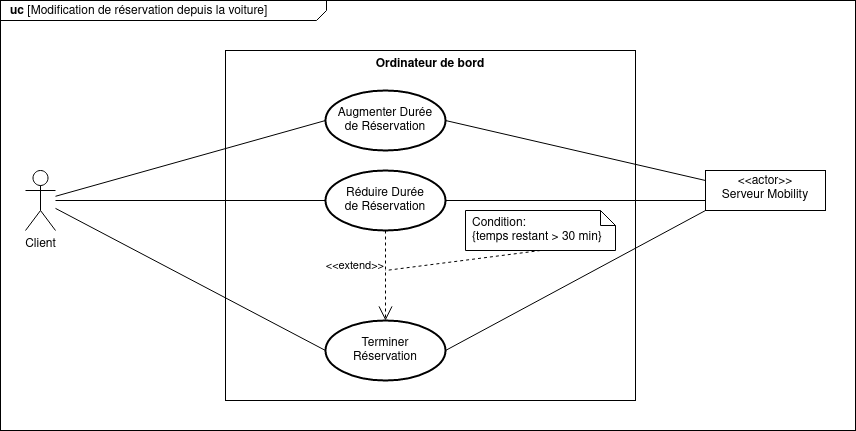 uc [Modification de réservation depuis la voiture]
Ordinateur de bord
Augmenter Durée
de Réservation
Réduire Durée
de Réservation
Condition:
{temps restant > 30 min}
<<extend>>
Terminer
Réservation
Client
<<actor>>
Serveur Mobility